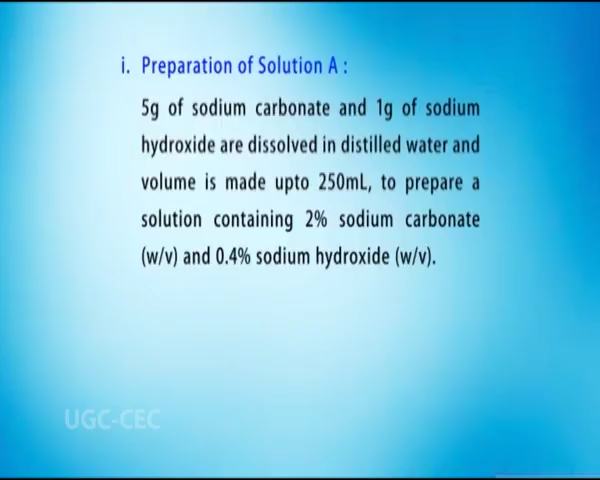 i. Preparation of Solution A :
5g of sodium carbonate and 1g of sodium
hydroxide are dissolved in distilled water and
volume is made upto 250mL, to prepare a
solution containing 2% sodium carbonate
(w/v) and 0.4% sodium hydroxide (w/v).
UGC-CEC